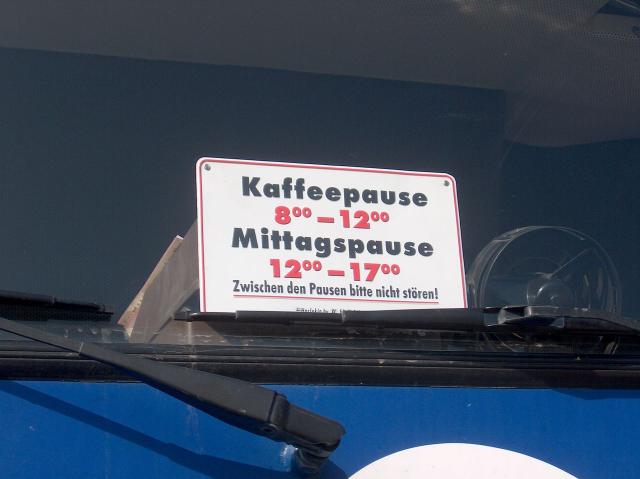 Kaffeepause
8⁰⁰ – 12⁰⁰
Mittagspause
12⁰⁰ – 17⁰⁰
Zwischen den Pausen bitte nicht stören!